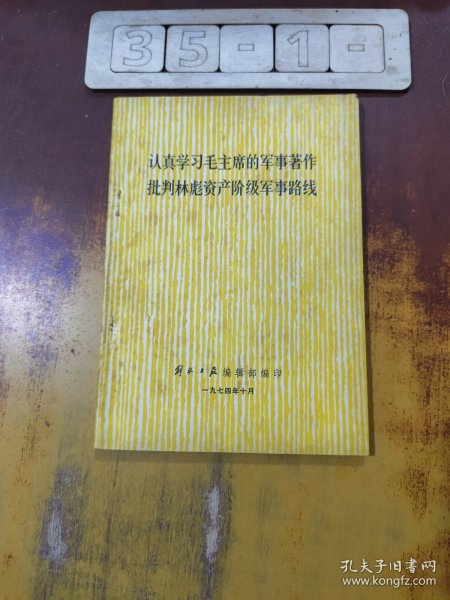 35-1-
认真学习毛主席的军事著作
批判林彪资产阶级军事路线
解放日报编辑部编印
一九七四年十月
孔夫子旧书网
www.kongfz.com